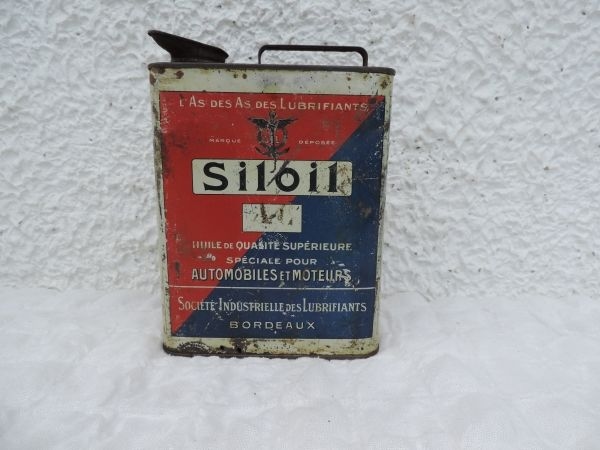 L'AS DES AS DES LUBRIFIANTS
MARQUE DÉPOSÉE
Siloil
HUILE DE QUALITÉ SUPÉRIEURE
SPÉCIALE POUR
AUTOMOBILES ET MOTEURS
SOCIÉTÉ INDUSTRIELLE DES LUBRIFIANTS
BORDEAUX